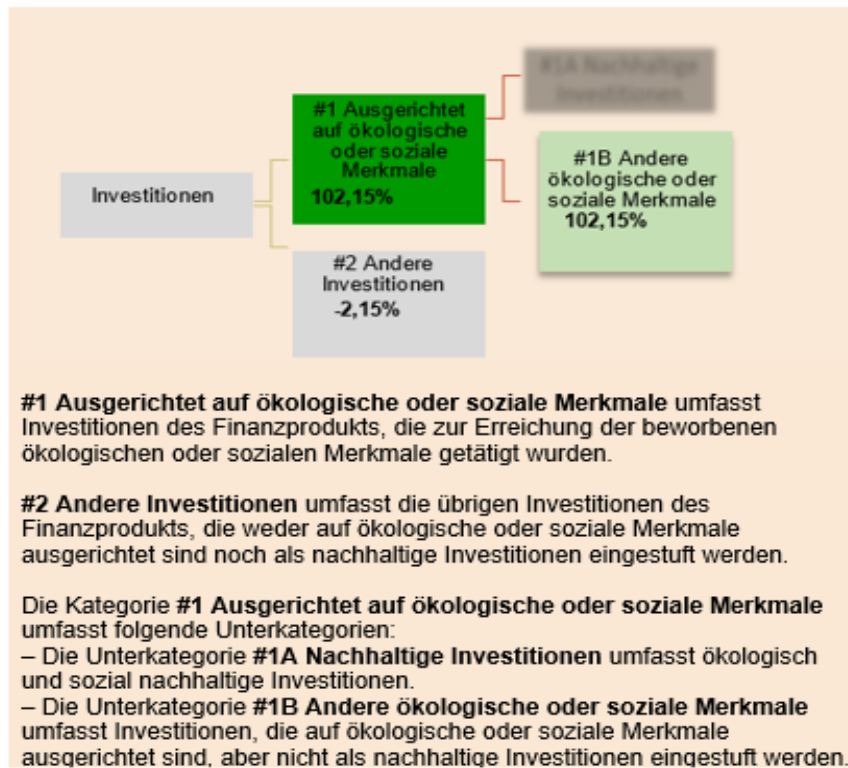 #1A Nachhaltige
Investitionen
#1 Ausgerichtet
auf ökologische
oder soziale
Merkmale
102,15%
#1B Andere
ökologische oder
soziale Merkmale
102,15%
Investitionen
#2 Andere
Investitionen
-2,15%
#1 Ausgerichtet auf ökologische oder soziale Merkmale umfasst
Investitionen des Finanzprodukts, die zur Erreichung der beworbenen
ökologischen oder sozialen Merkmale getätigt wurden.
#2 Andere Investitionen umfasst die übrigen Investitionen des
Finanzprodukts, die weder auf ökologische oder soziale Merkmale
ausgerichtet sind noch als nachhaltige Investitionen eingestuft werden.
Die Kategorie #1 Ausgerichtet auf ökologische oder soziale Merkmale
umfasst folgende Unterkategorien:
– Die Unterkategorie #1A Nachhaltige Investitionen umfasst ökologisch
und sozial nachhaltige Investitionen.
– Die Unterkategorie #1B Andere ökologische oder soziale Merkmale
umfasst Investitionen, die auf ökologische oder soziale Merkmale
ausgerichtet sind, aber nicht als nachhaltige Investitionen eingestuft werden.